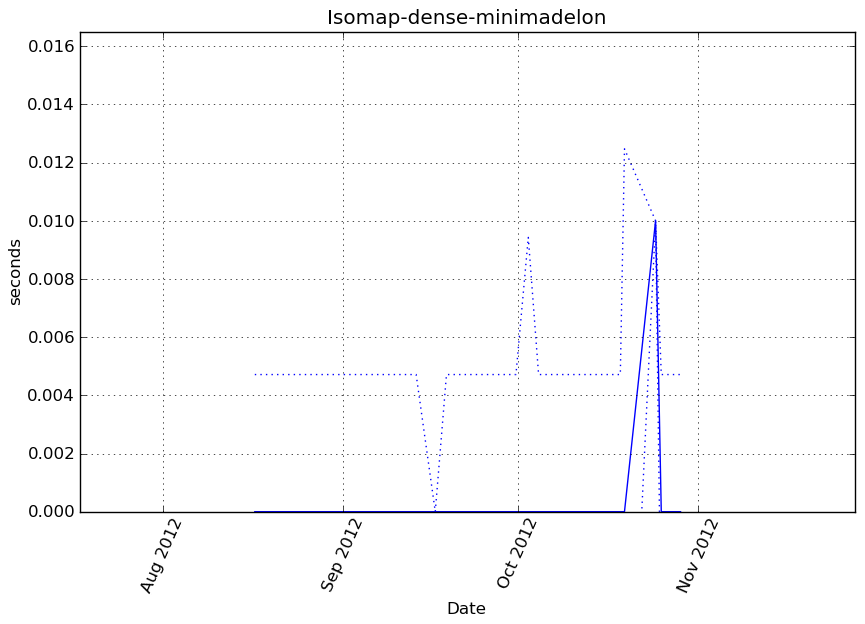 Isomap-dense-minimadelon
0.016
0.014
0.012
0.010
0.008
0.006
0.004
0.002
0.000
seconds
Aug 2012
Sep 2012
Oct 2012
Nov 2012
Date